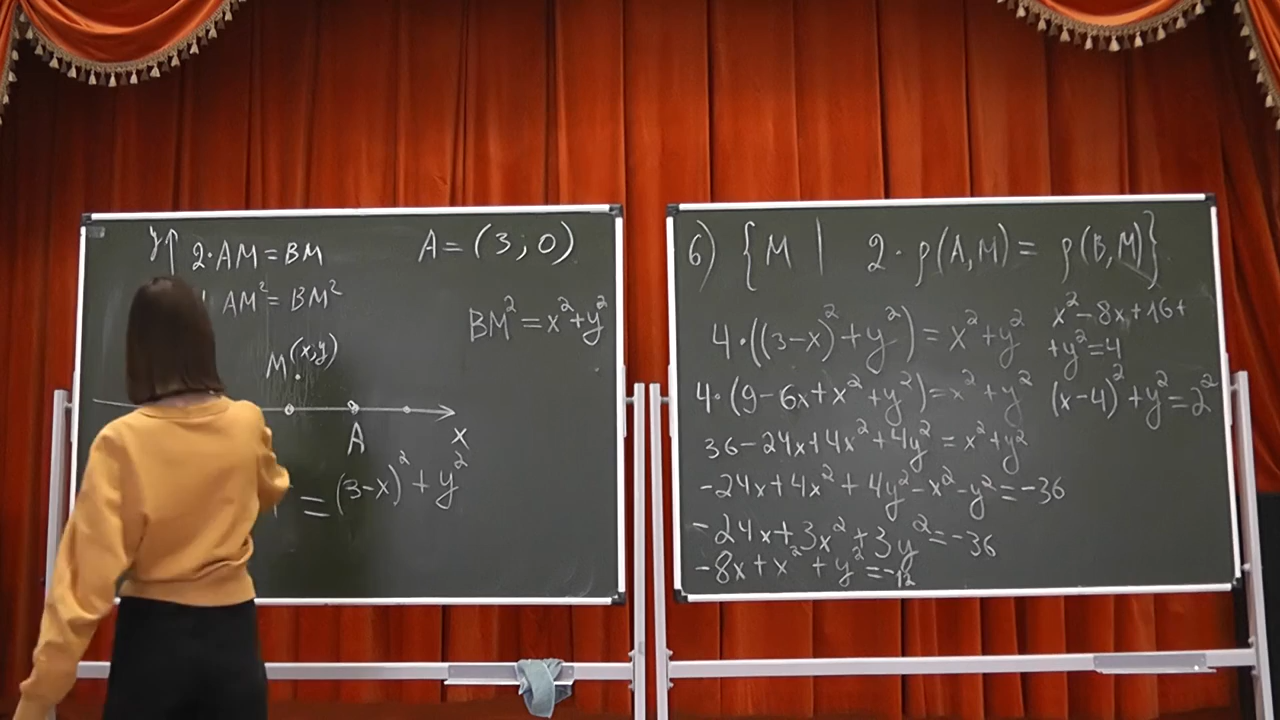 y 2·AM=BM
A=(3;0)
AM²=BM²
BM²=x²+y²
M(x;y)
A
x
=(3-x)²+y²
6) {M | 2·ρ(A,M)= ρ(B,M)}
4·((3-x)²+y²)=x²+y²
4·(9-6x+x²+y²)=x²+y²
36-24x+4x²+4y²=x²+y²
-24x+4x²+4y²-x²-y²=-36
-24x+3x²+3y²=-36
-8x+x²+y²=-12
x²-8x+16+
+y²=4
(x-4)²+y²=2²